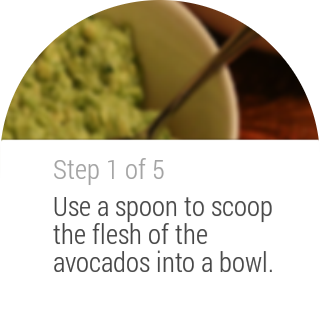 Step 1 of 5
Use a spoon to scoop
the flesh of the
avocados into a bowl.